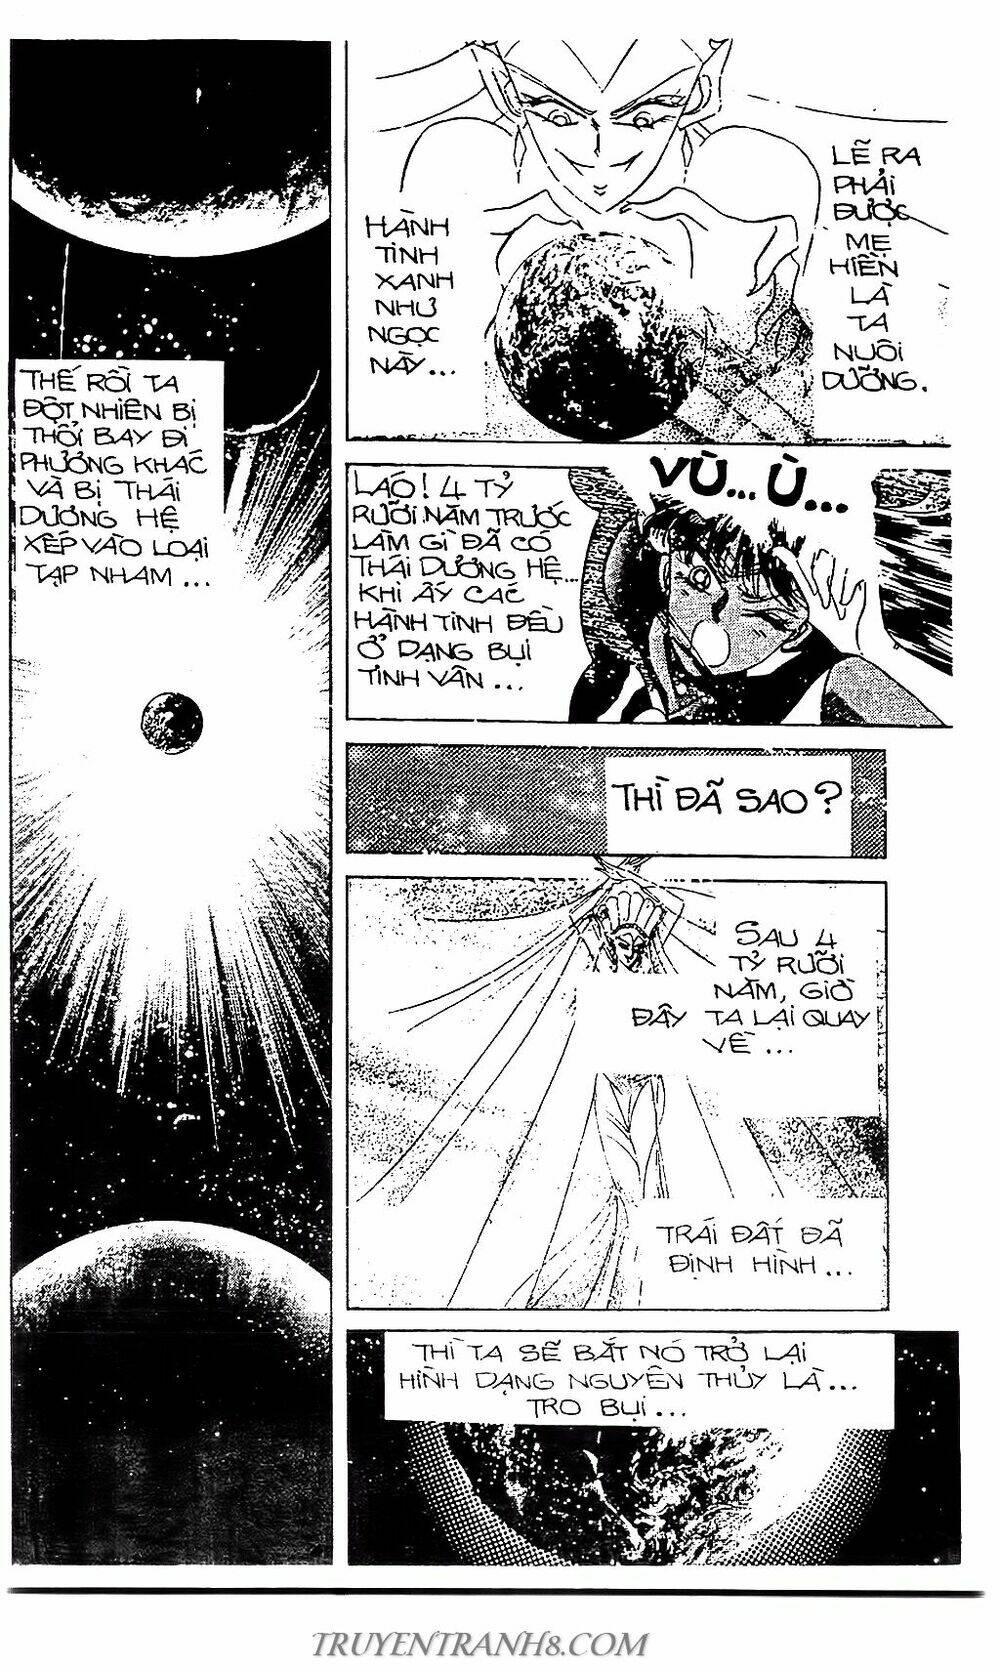 LẼ RA
PHẢI
ĐƯỢC
MẸ
HIỀN
LÀ
TA
NUÔI
DƯỠNG.
HÀNH
TINH
XANH
NHƯ
NGỌC
NÀY...
THẾ RỒI TA
ĐỘT NHIÊN BỊ
THỔI BAY ĐI
PHƯƠNG KHÁC
VÀ BỊ THÁI
DƯƠNG HỆ
XẾP VÀO LOẠI
TẠP NHAM...
VÙ... Ù...
LÁO! 4 TỶ
RƯỠI NĂM TRƯỚC
LÀM GÌ ĐÃ CÓ
THÁI DƯƠNG HỆ...
KHI ẤY CÁC
HÀNH TINH ĐỀU
Ở DẠNG BỤI
TINH VÂN...
THÌ ĐÃ SAO?
SAU 4
TỶ RƯỠI
NĂM, GIỜ
ĐÂY TA LẠI QUAY
VỀ...
TRÁI ĐẤT ĐÃ
ĐỊNH HÌNH...
THÌ TA SẼ BẮT NÓ TRỞ LẠI
HÌNH DẠNG NGUYÊN THỦY LÀ...
TRO BỤI...
TRUYENTRANH8.COM